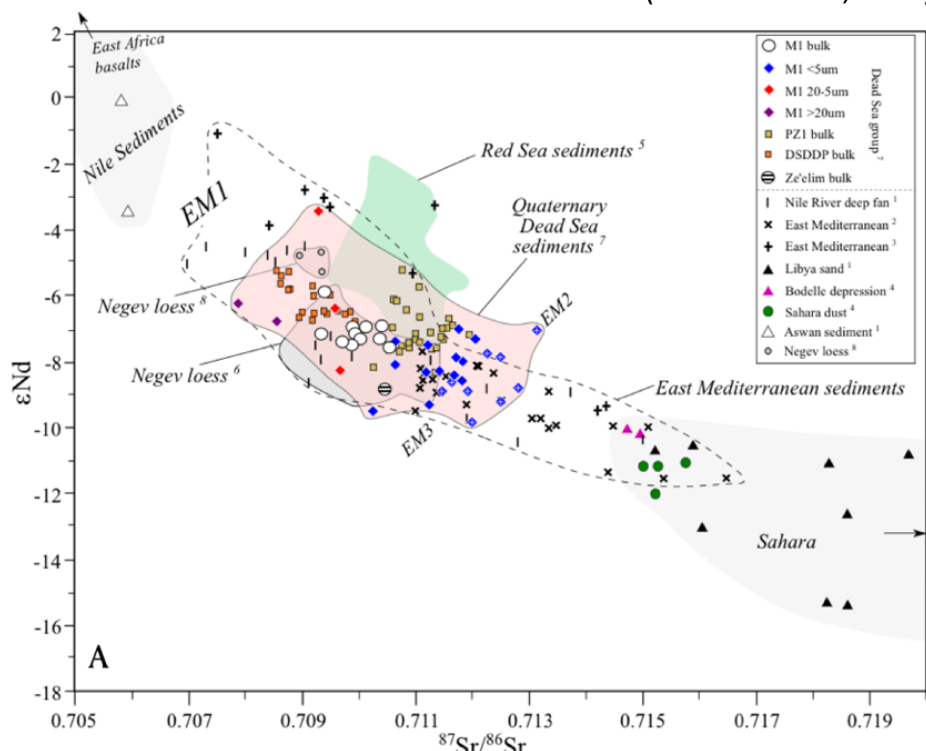 East Africa
basalts
Nile Sediments
EM1
Red Sea sediments 5
Quaternary
Dead Sea
sediments 7
EM2
Negev loess 8
Negev loess 6
EM3
East Mediterranean sediments
Sahara
A
M1 bulk
M1 <5um
M1 20-5um
M1 >20um
PZ1 bulk
DSDDP bulk
Ze'elim bulk
Dead Sea group 7
Nile River deep fan 1
East Mediterranean 2
East Mediterranean 3
Libya sand 1
Bodelle depression 4
Sahara dust 4
Aswan sediment 1
Negev loess 8
εNd
2
0
-2
-4
-6
-8
-10
-12
-14
-16
-18
0.705
0.707
0.709
0.711
0.713
0.715
0.717
0.719
87Sr/86Sr